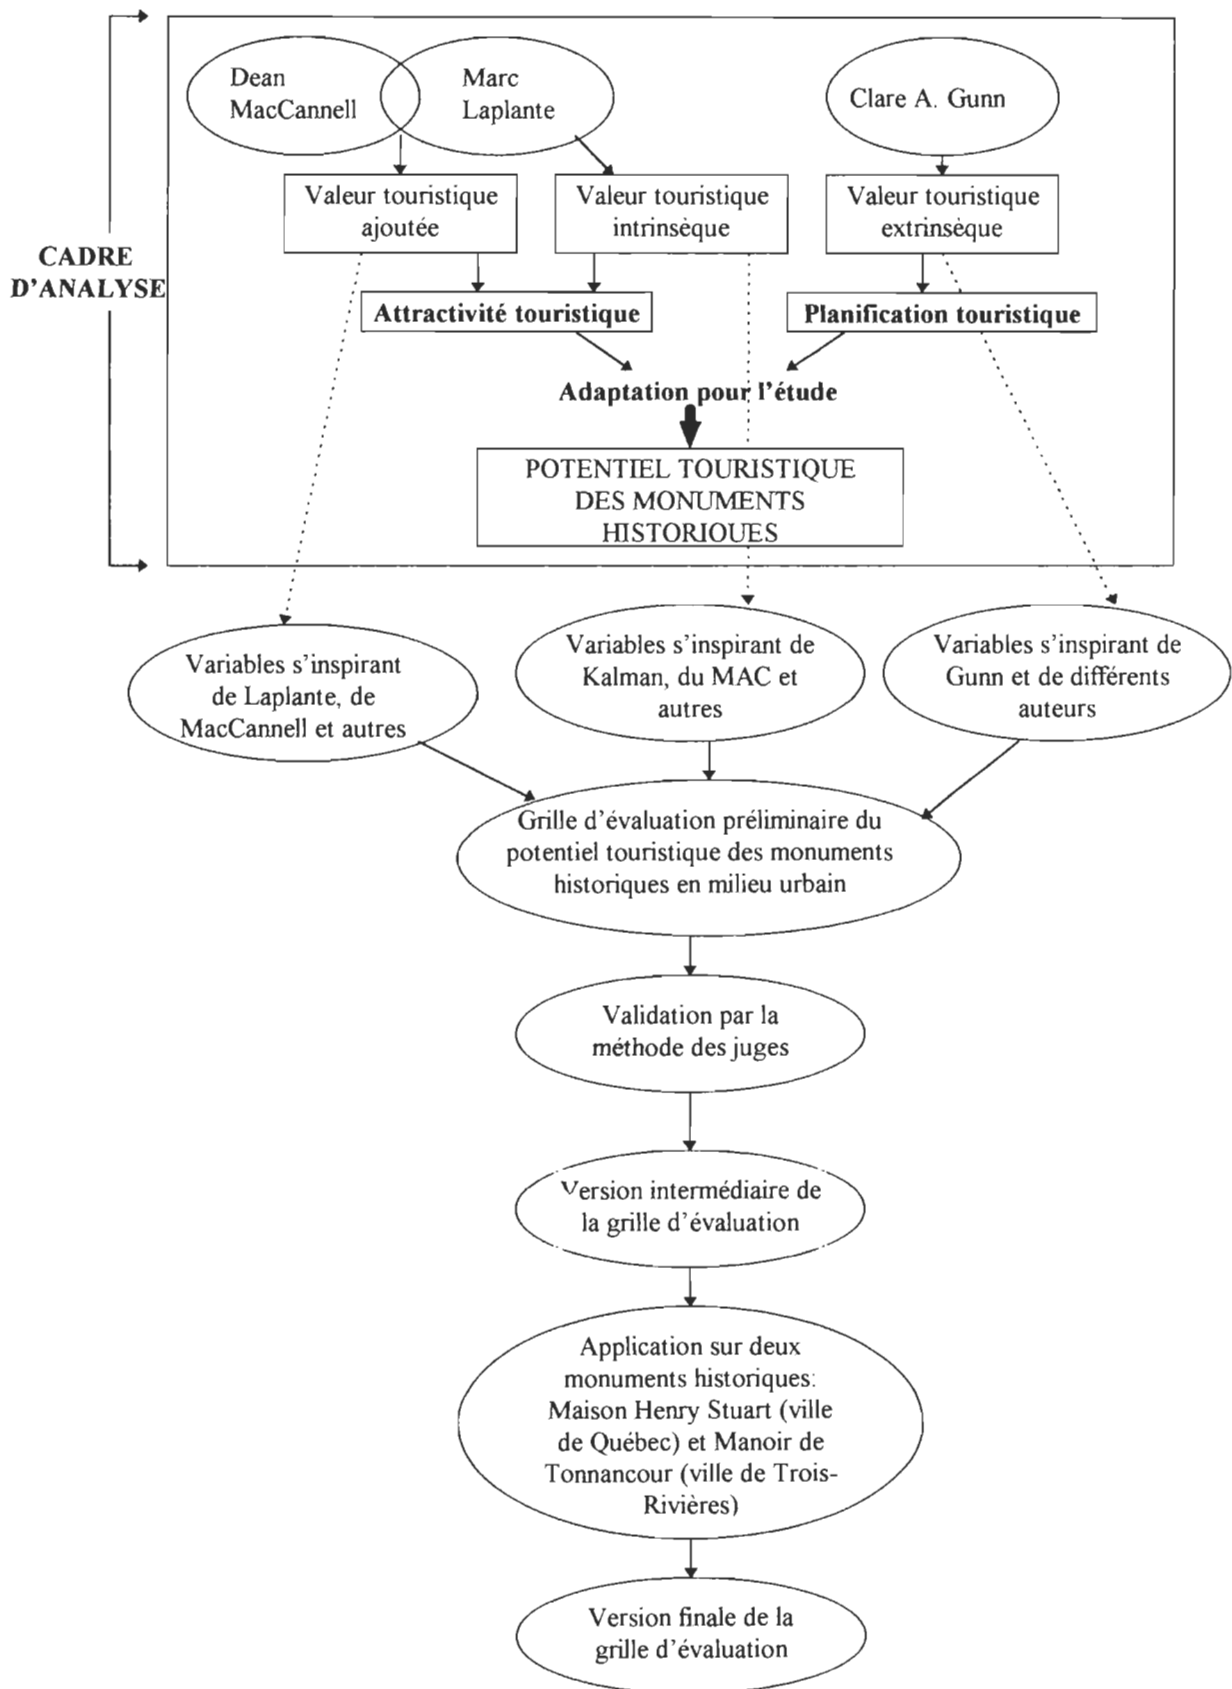 Dean
MacCannell
Marc
Laplante
Clare A. Gunn
Valeur touristique
ajoutée
Valeur touristique
intrinsèque
Valeur touristique
extrinsèque
CADRE
D'ANALYSE
Attractivité touristique
Planification touristique
Adaptation pour l'étude
POTENTIEL TOURISTIQUE
DES MONUMENTS
HISTORIQUES
Variables s'inspirant
de Laplante, de
MacCannell et autres
Variables s'inspirant de
Kalman, du MAC et
autres
Variables s'inspirant de
Gunn et de différents
auteurs
Grille d'évaluation préliminaire du
potentiel touristique des monuments
historiques en milieu urbain
Validation par la
méthode des juges
Version intermédiaire de
la grille d'évaluation
Application sur deux
monuments historiques:
Maison Henry Stuart (ville
de Québec) et Manoir de
Tonnancour (ville de Trois-
Rivières)
Version finale de la
grille d'évaluation